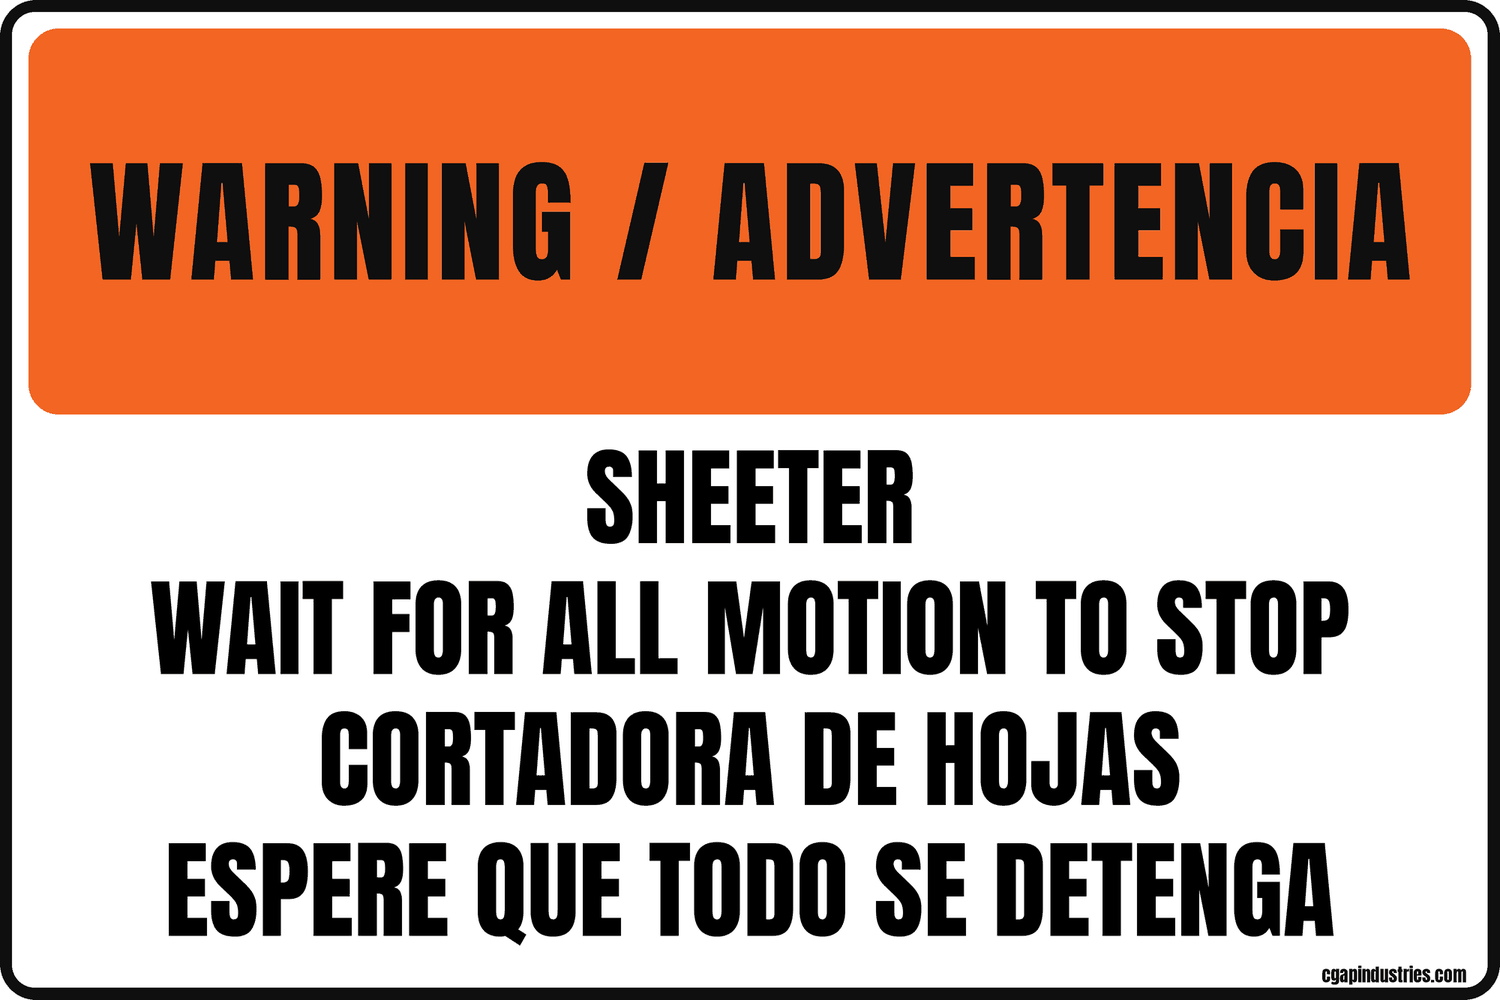 WARNING / ADVERTENCIA
SHEETER
WAIT FOR ALL MOTION TO STOP
CORTADORA DE HOJAS
ESPERE QUE TODO SE DETENGA
cgapindustries.com